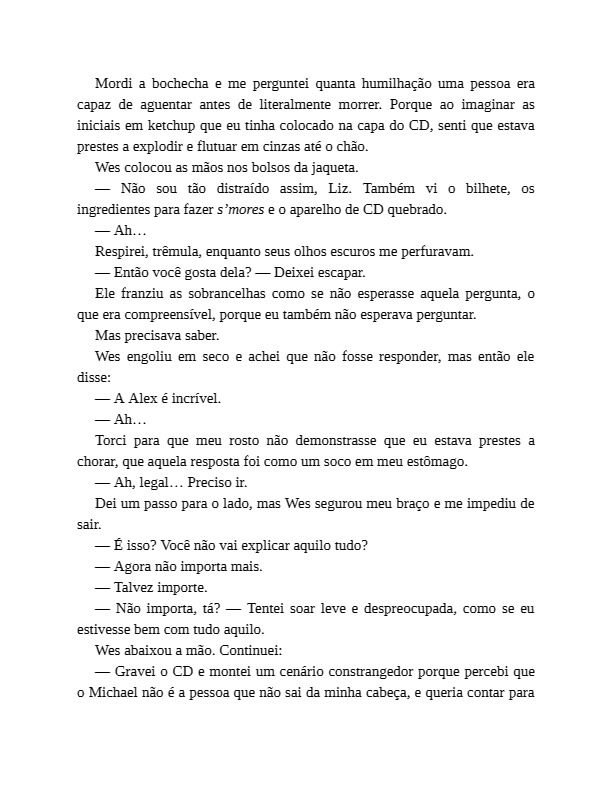 Mordi a bochecha e me perguntei quanta humilhação uma pessoa era
capaz de aguentar antes de literalmente morrer. Porque ao imaginar as
iniciais em ketchup que eu tinha colocado na capa do CD, senti que estava
prestes a explodir e flutuar em cinzas até o chão.
Wes colocou as mãos nos bolsos da jaqueta.
— Não sou tão distraído assim, Liz. Também vi o bilhete, os
ingredientes para fazer s’mores e o aparelho de CD quebrado.
— Ah…
Respirei, trêmula, enquanto seus olhos escuros me perfuravam.
— Então você gosta dela? — Deixei escapar.
Ele franziu as sobrancelhas como se não esperasse aquela pergunta, o
que era compreensível, porque eu também não esperava perguntar.
Mas precisava saber.
Wes engoliu em seco e achei que não fosse responder, mas então ele
disse:
— A Alex é incrível.
— Ah…
Torci para que meu rosto não demonstrasse que eu estava prestes a
chorar, que aquela resposta foi como um soco em meu estômago.
— Ah, legal… Preciso ir.
Dei um passo para o lado, mas Wes segurou meu braço e me impediu de
sair.
— É isso? Você não vai explicar aquilo tudo?
— Agora não importa mais.
— Talvez importe.
— Não importa, tá? — Tentei soar leve e despreocupada, como se eu
estivesse bem com tudo aquilo.
Wes abaixou a mão. Continuei:
— Gravei o CD e montei um cenário constrangedor porque percebi que
o Michael não é a pessoa que não sai da minha cabeça, e queria contar para